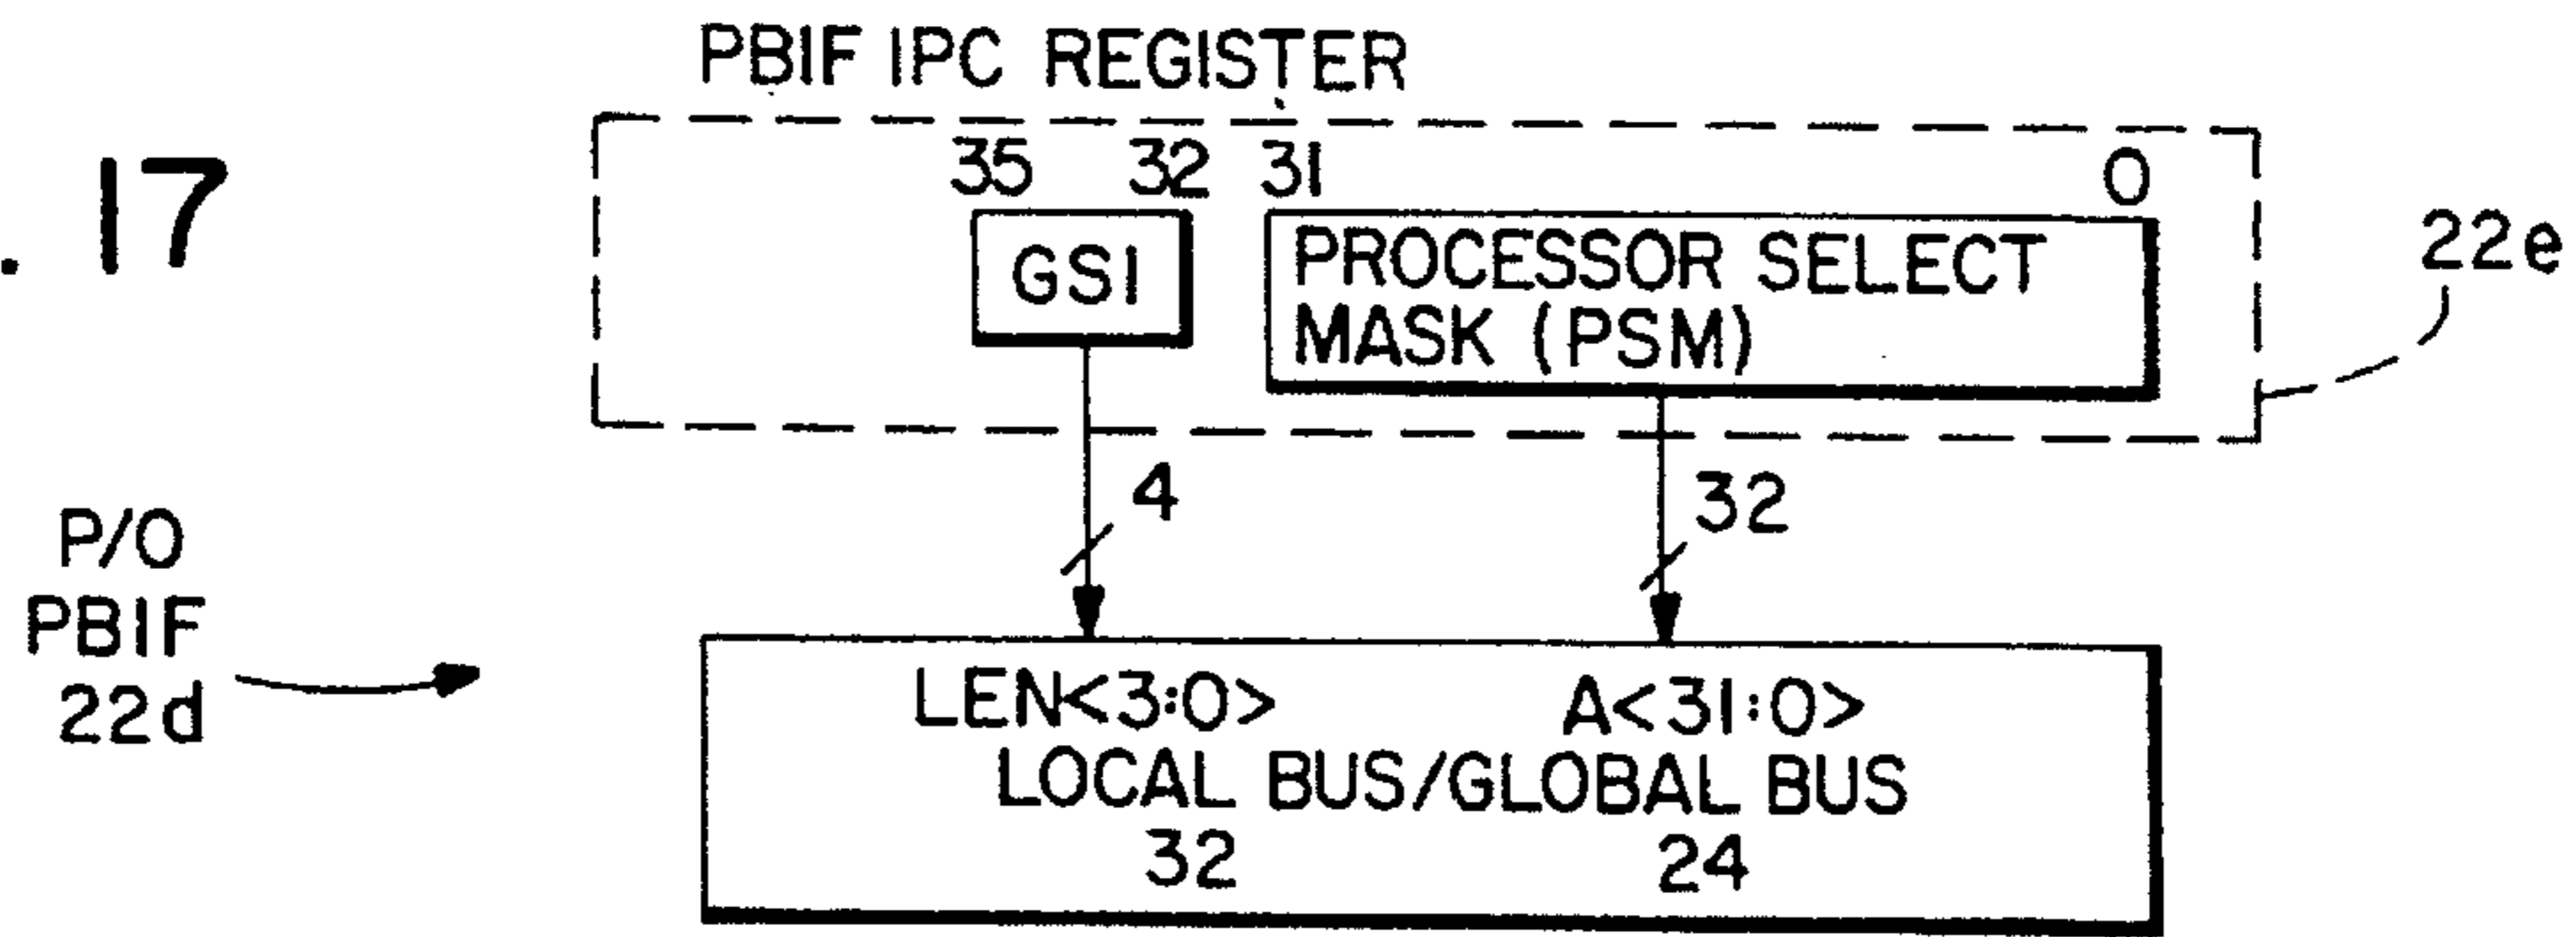 PBIF IPC REGISTER
. 17
35 32 31 0
GSI
PROCESSOR SELECT
MASK (PSM)
22e
4
32
P/O
PBIF
22d
LEN<3:0> A<31:0>
LOCAL BUS/GLOBAL BUS
32 24